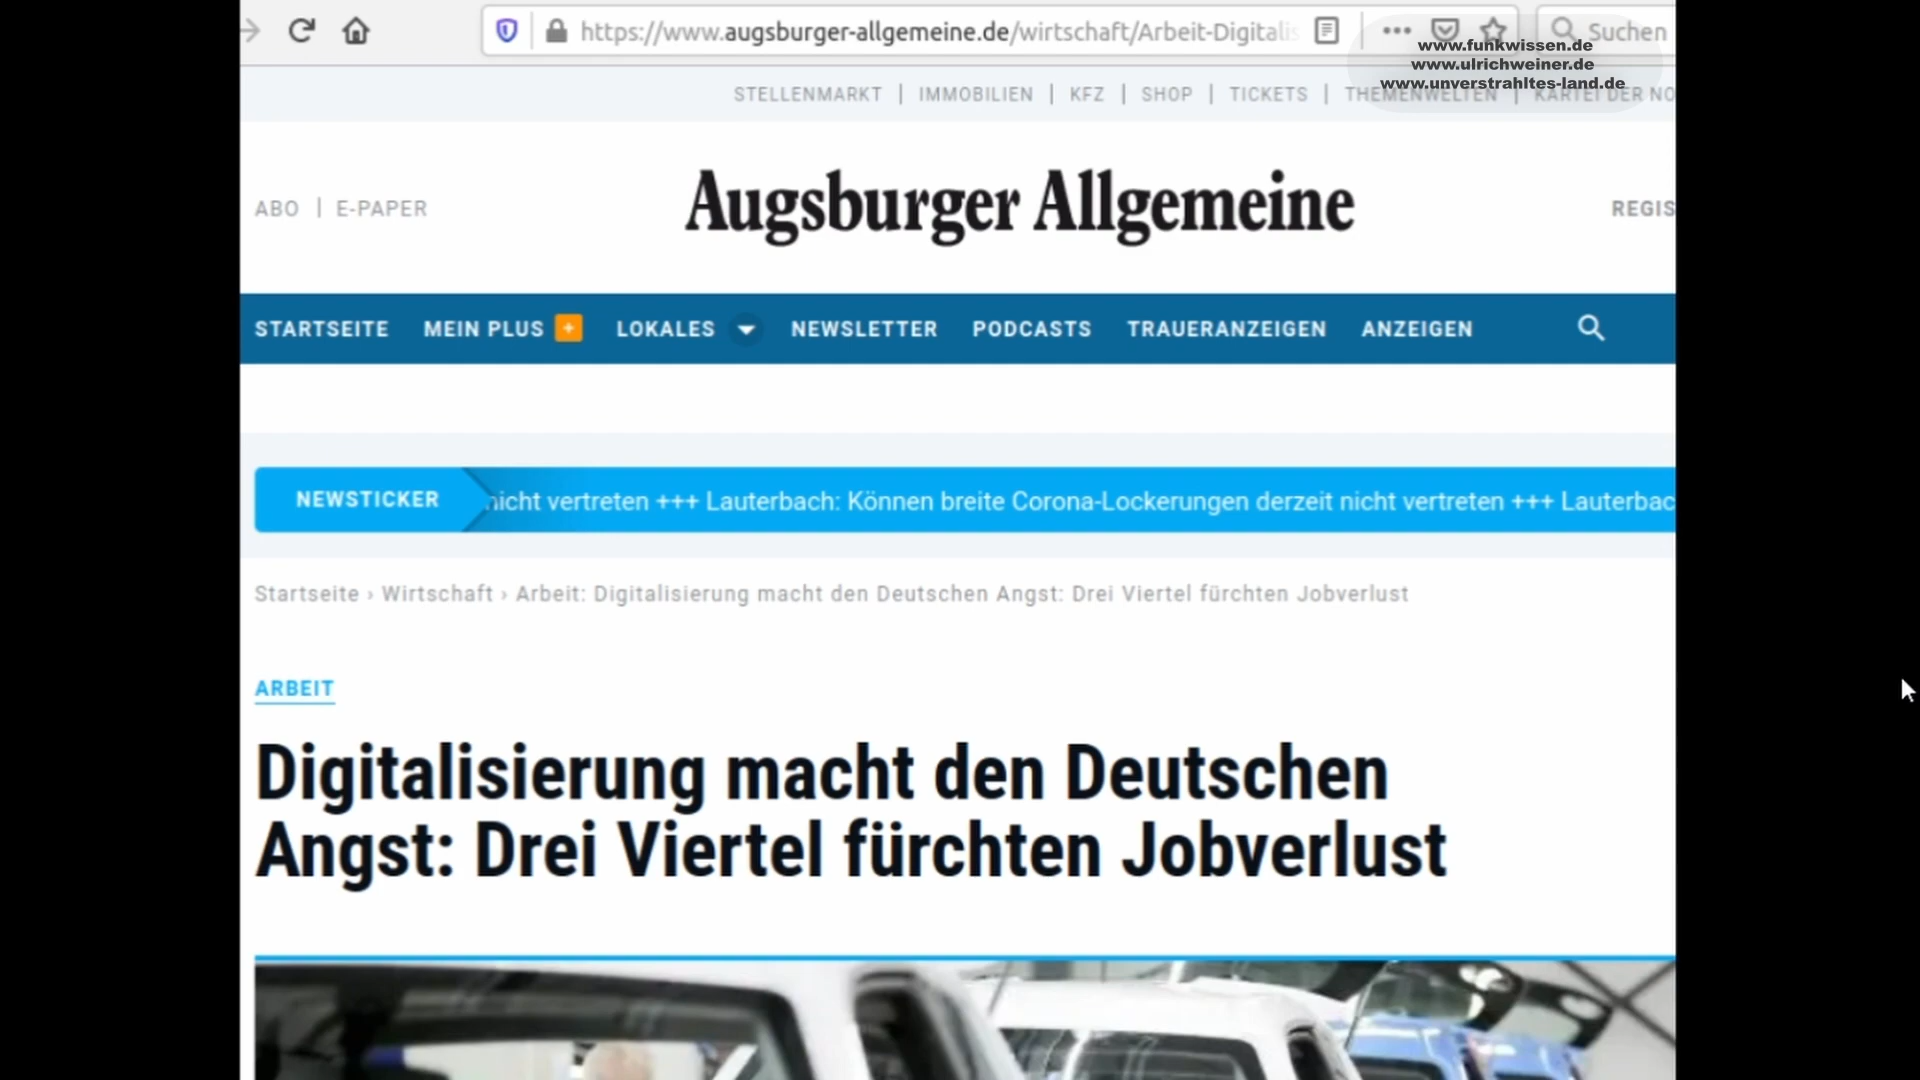 https://www.augsburger-allgemeine.de/wirtschaft/Arbeit-Digitalis
Suchen
www.funkwissen.de
www.ulrichweiner.de
www.unverstrahltes-land.de
STELLENMARKT | IMMOBILIEN | KFZ | SHOP | TICKETS | THEMENWELTEN | KARTEI DER NO
ABO | E-PAPER
Augsburger Allgemeine
REGIS
STARTSEITE MEIN PLUS + LOKALES NEWSLETTER PODCASTS TRAUERANZEIGEN ANZEIGEN
NEWSTICKER nicht vertreten +++ Lauterbach: Können breite Corona-Lockerungen derzeit nicht vertreten +++ Lauterbac
Startseite › Wirtschaft › Arbeit: Digitalisierung macht den Deutschen Angst: Drei Viertel fürchten Jobverlust
ARBEIT
Digitalisierung macht den Deutschen
Angst: Drei Viertel fürchten Jobverlust